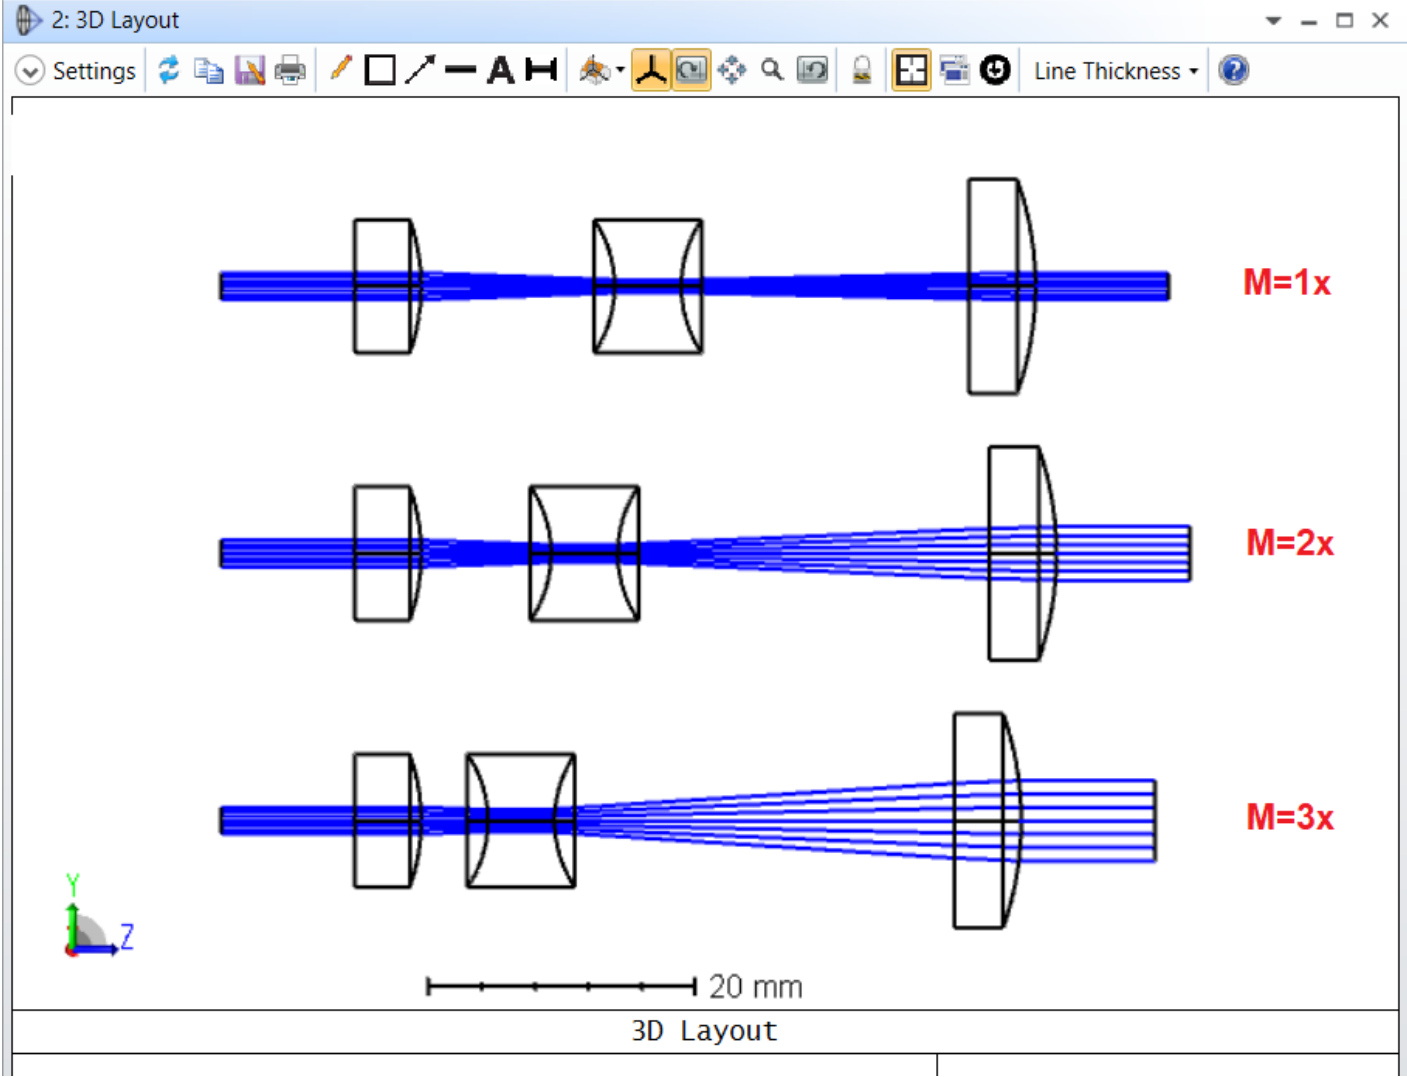 2: 3D Layout
Settings A H Line Thickness
M=1x
M=2x
M=3x
Y
Z
20 mm
3D Layout